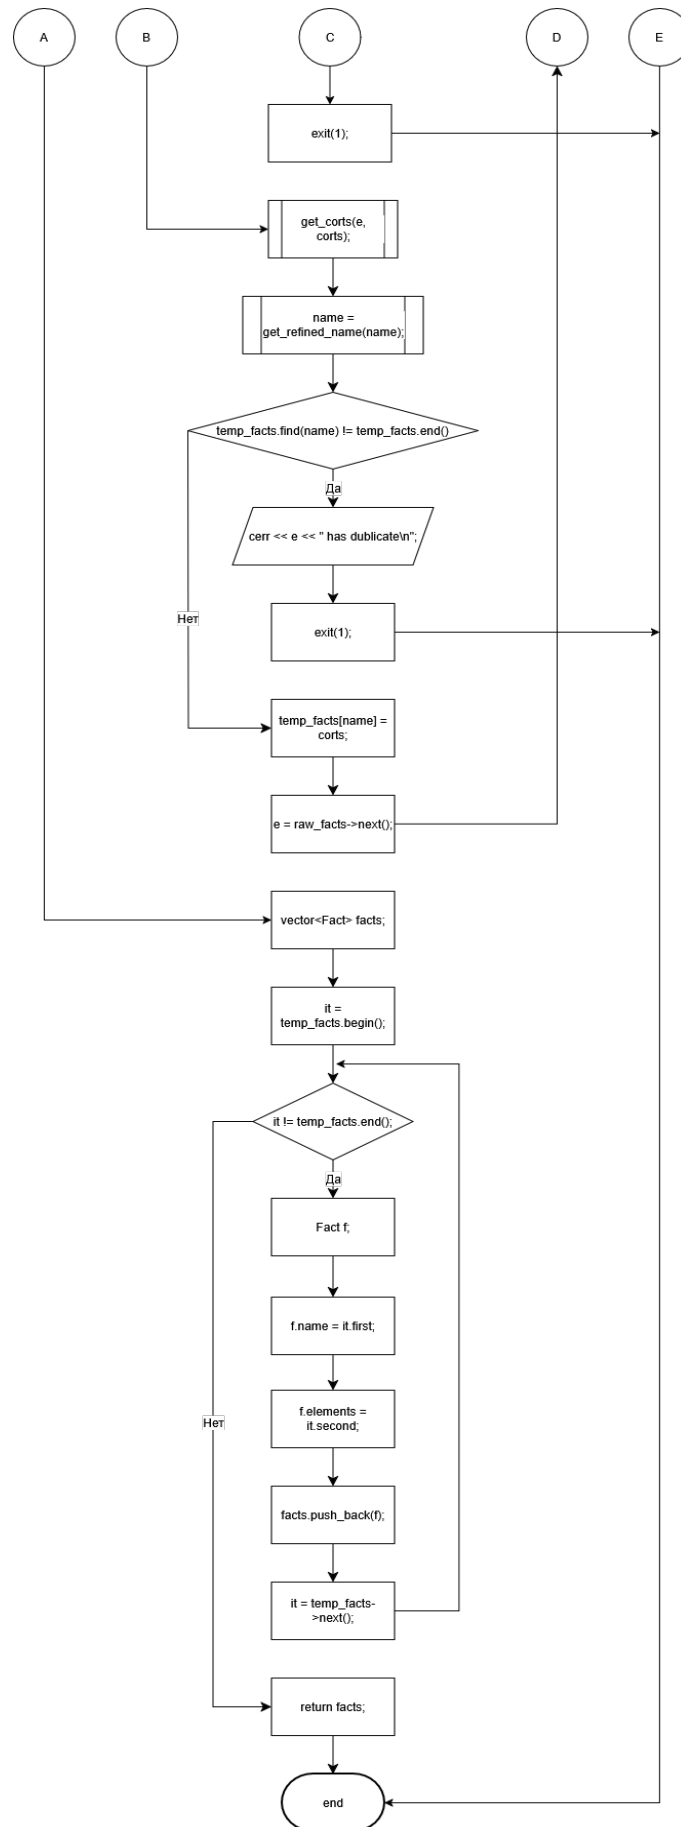 A
B
C
D
E
exit(1);
get_corts(e,
corts);
name =
get_refined_name(name);
temp_facts.find(name) != temp_facts.end()
Да
cerr << e << " has dublicate\n";
Нет
exit(1);
temp_facts[name] =
corts;
e = raw_facts->next();
vector<Fact> facts;
it =
temp_facts.begin();
it != temp_facts.end();
Да
Fact f;
f.name = it.first;
f.elements =
it.second;
Нет
facts.push_back(f);
it = temp_facts-
>next();
return facts;
end